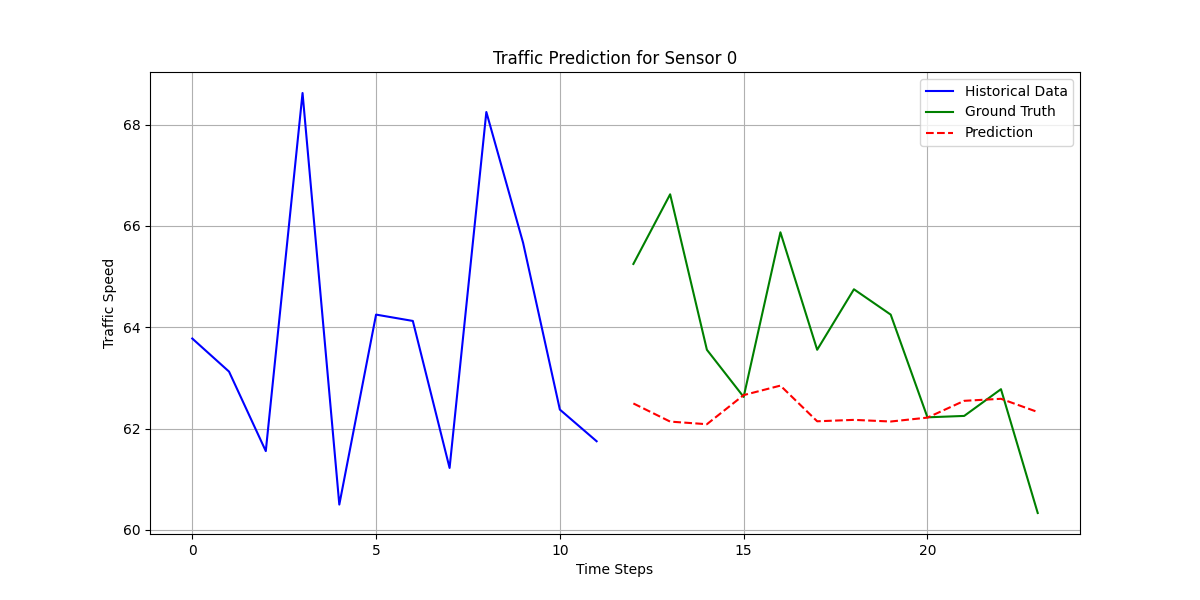 Traffic Prediction for Sensor 0
Historical Data
Ground Truth
Prediction
Traffic Speed
68
66
64
62
60
0 5 10 15 20
Time Steps